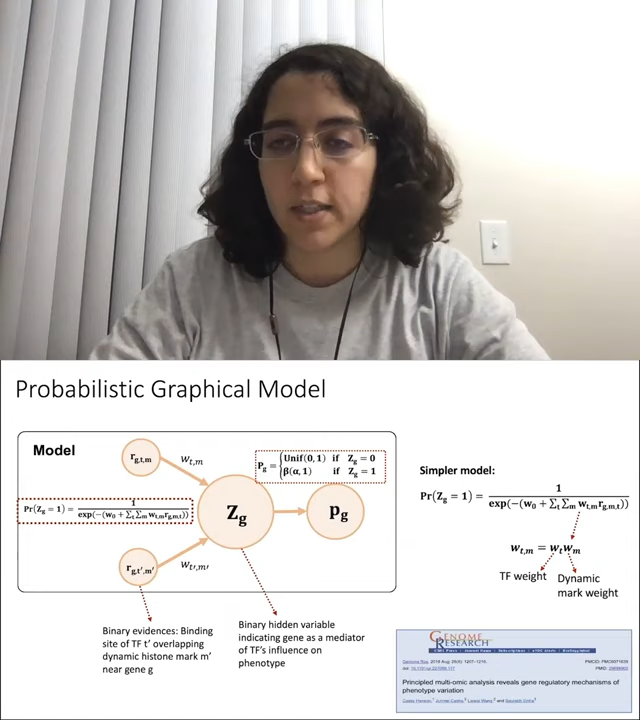 Probabilistic Graphical Model
Model
r_{g,t,m}
w_{t,m}
P_g = { Unif(0,1) if Z_g = 0
β(α,1) if Z_g = 1
Pr(Z_g = 1) = 1 / exp(−(w_0 + Σ_t Σ_m w_{t,m} r_{g,m,t}))
Z_g
p_g
r_{g,t',m'}
w_{t',m'}
Binary evidences: Binding
site of TF t' overlapping
dynamic histone mark m'
near gene g
Binary hidden variable
indicating gene as a mediator
of TF's influence on
phenotype
Simpler model:
Pr(Z_g = 1) = 1 / exp(−(w_0 + Σ_t Σ_m w_{t,m} r_{g,m,t}))
w_{t,m} = w_t w_m
TF weight
Dynamic
mark weight
GENOME
RESEARCH
Principled multi-omic analysis reveals gene regulatory mechanisms of
phenotype variation